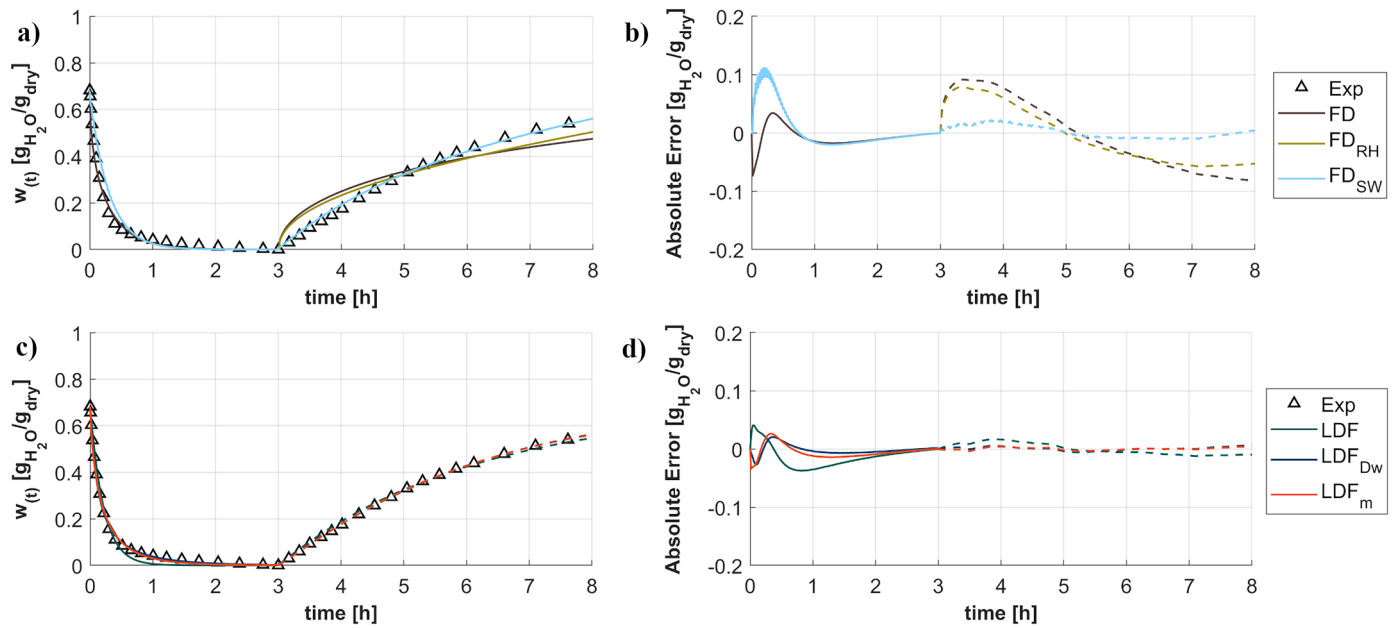 a)
w(t) [gH2O/gdry]
1
0.8
0.6
0.4
0.2
0
0 1 2 3 4 5 6 7 8
time [h]
b)
Absolute Error [gH2O/gdry]
0.2
0.1
0
-0.1
-0.2
0 1 2 3 4 5 6 7 8
time [h]
Exp
FD
FDRH
FDSW
c)
w(t) [gH2O/gdry]
1
0.8
0.6
0.4
0.2
0
0 1 2 3 4 5 6 7 8
time [h]
d)
Absolute Error [gH2O/gdry]
0.2
0.1
0
-0.1
-0.2
0 1 2 3 4 5 6 7 8
time [h]
Exp
LDF
LDFDw
LDFm